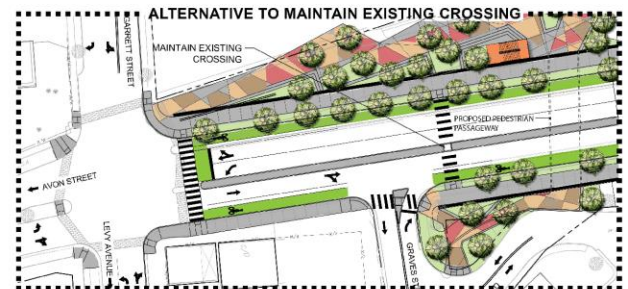 ALTERNATIVE TO MAINTAIN EXISTING CROSSING
GARRETT STREET
MAINTAIN EXISTING
CROSSING
PROPOSED PEDESTRIAN
PASSAGEWAY
AVON STREET
LEVY AVENUE
GRAVES ST